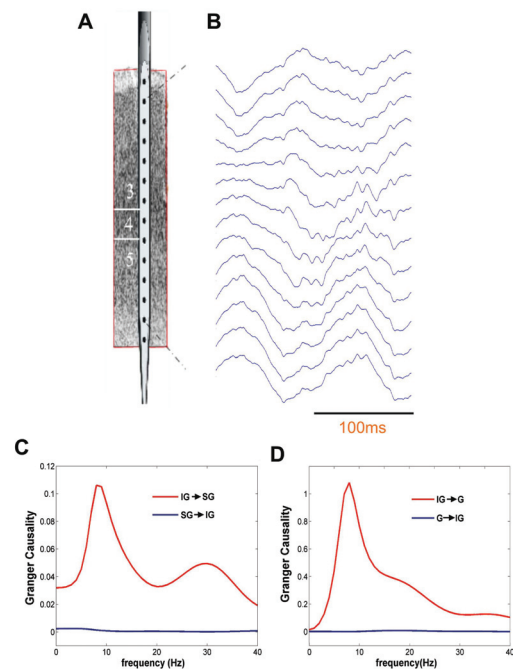 A
B
3
4
5
100ms
C
D
Granger Causality
0.12
0.1
0.08
0.06
0.04
0.02
0
IG→SG
SG→IG
0
10
20
30
40
frequency(Hz)
Granger Causality
1
0.8
0.6
0.4
0.2
0
IG→G
G→IG
0
10
20
30
40
frequency(Hz)